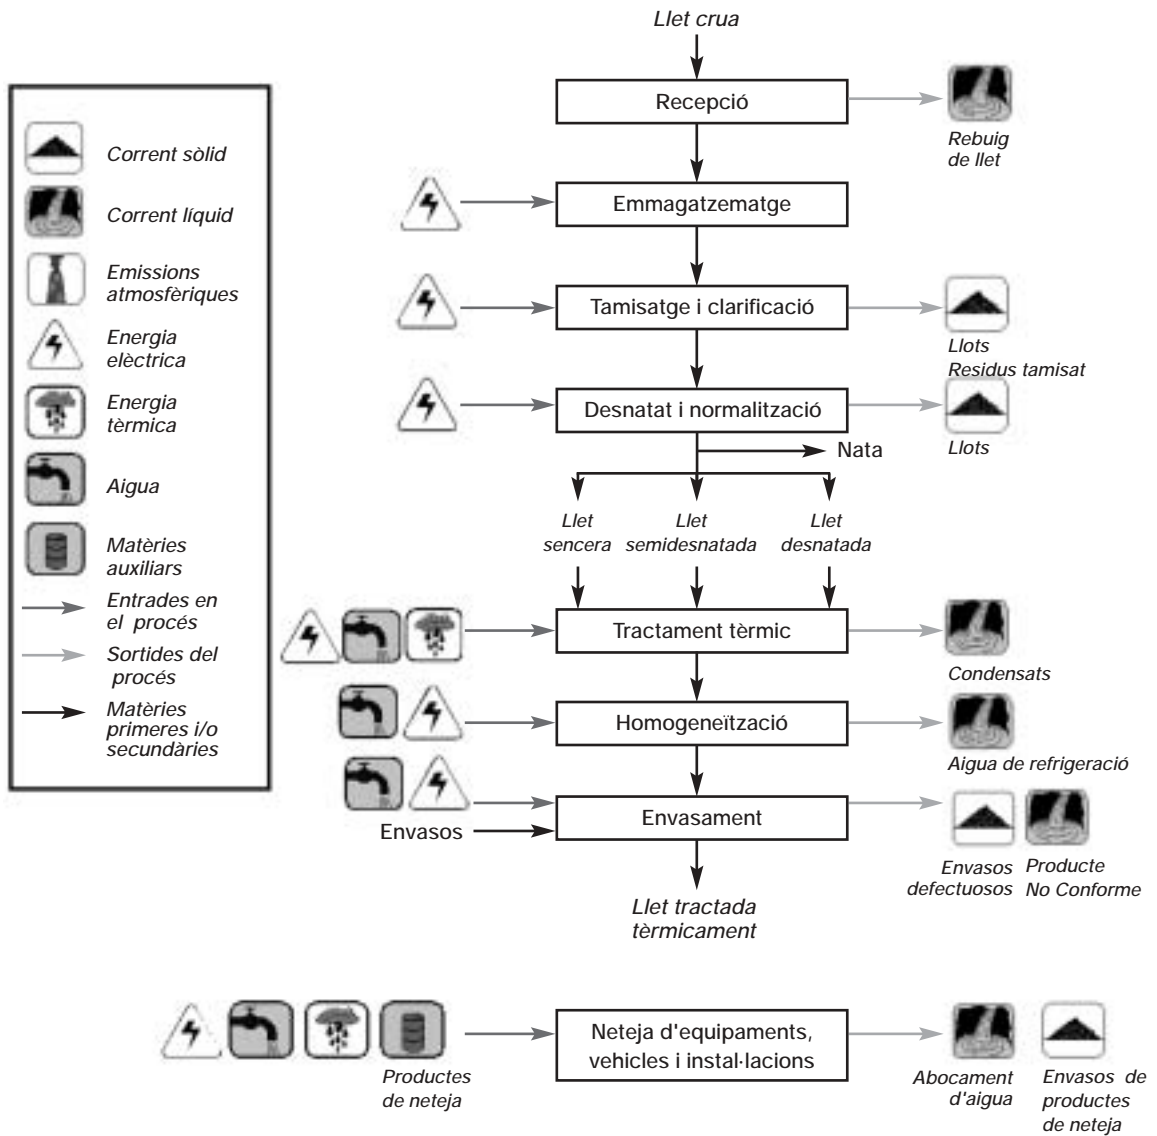 Llet crua
Recepció
Rebuig
de llet
Emmagatzematge
Tamisatge i clarificació
Llots
Residus tamisat
Desnatat i normalització
Llots
Nata
Llet
sencera
Llet
semidesnatada
Llet
desnatada
Tractament tèrmic
Condensats
Homogeneïtzació
Aigua de refrigeració
Envasament
Envasos
Envasos
defectuosos
Producte
No Conforme
Llet tractada
tèrmicament
Neteja d'equipaments,
vehicles i instal·lacions
Productes
de neteja
Abocament
d'aigua
Envasos de
productes
de neteja
Corrent sòlid
Corrent líquid
Emissions
atmosfèriques
Energia
elèctrica
Energia
tèrmica
Aigua
Matèries
auxiliars
Entrades en
el procés
Sortides del
procés
Matèries
primeres i/o
secundàries